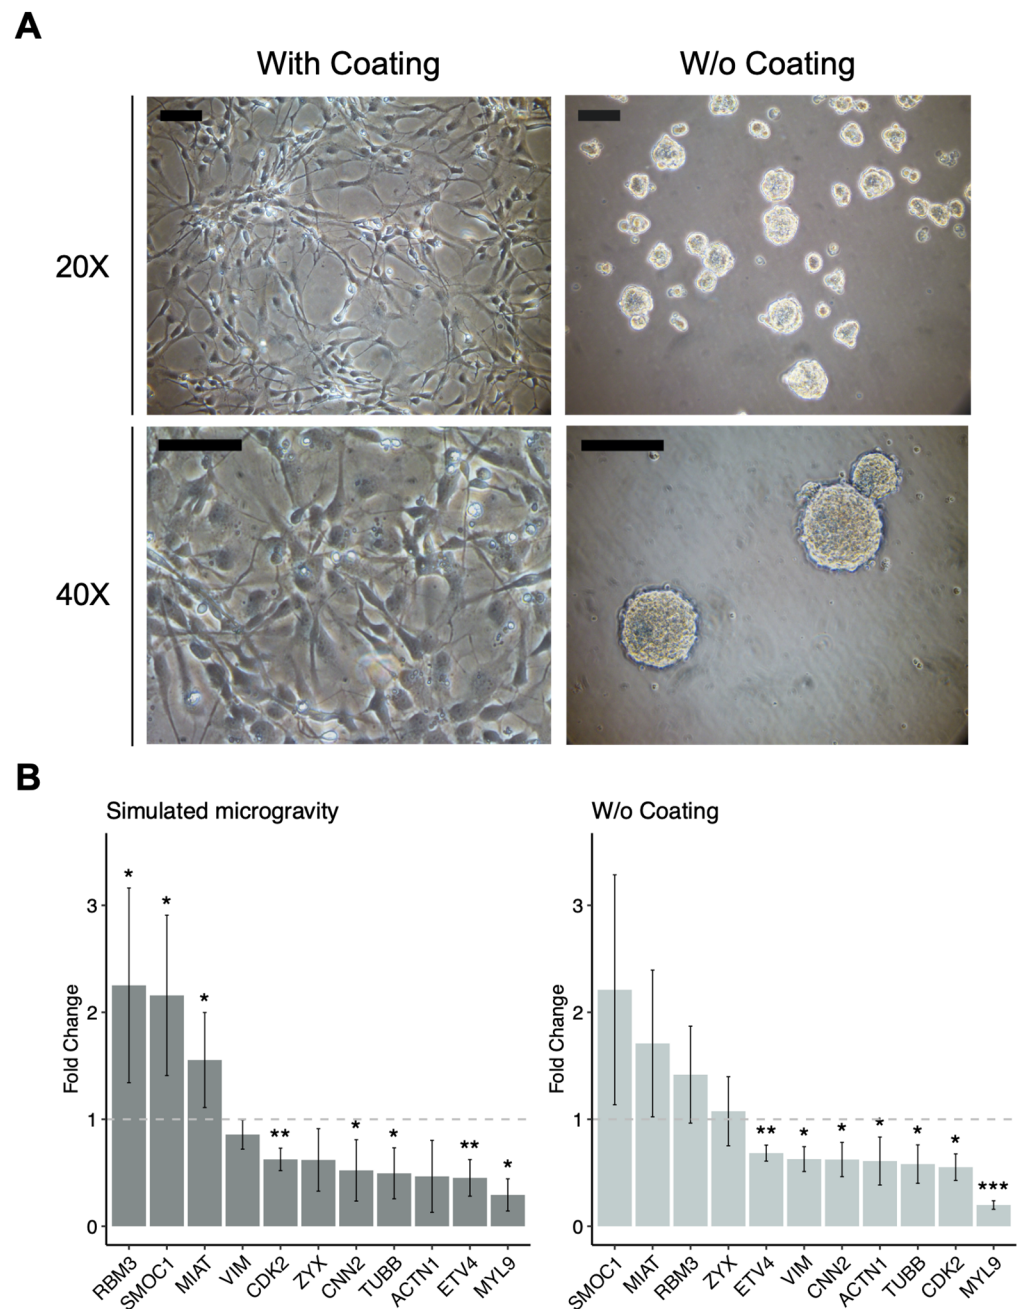 A
With Coating
W/o Coating
20X
40X
B
Simulated microgravity
Fold Change
3
2
1
0
*
*
*
**
*
*
**
*
RBM3
SMOC1
MIAT
VIM
CDK2
ZYX
CNN2
TUBB
ACTN1
ETV4
MYL9
W/o Coating
Fold Change
3
2
1
0
**
*
*
*
*
*
***
SMOC1
MIAT
RBM3
ZYX
ETV4
VIM
CNN2
ACTN1
TUBB
CDK2
MYL9